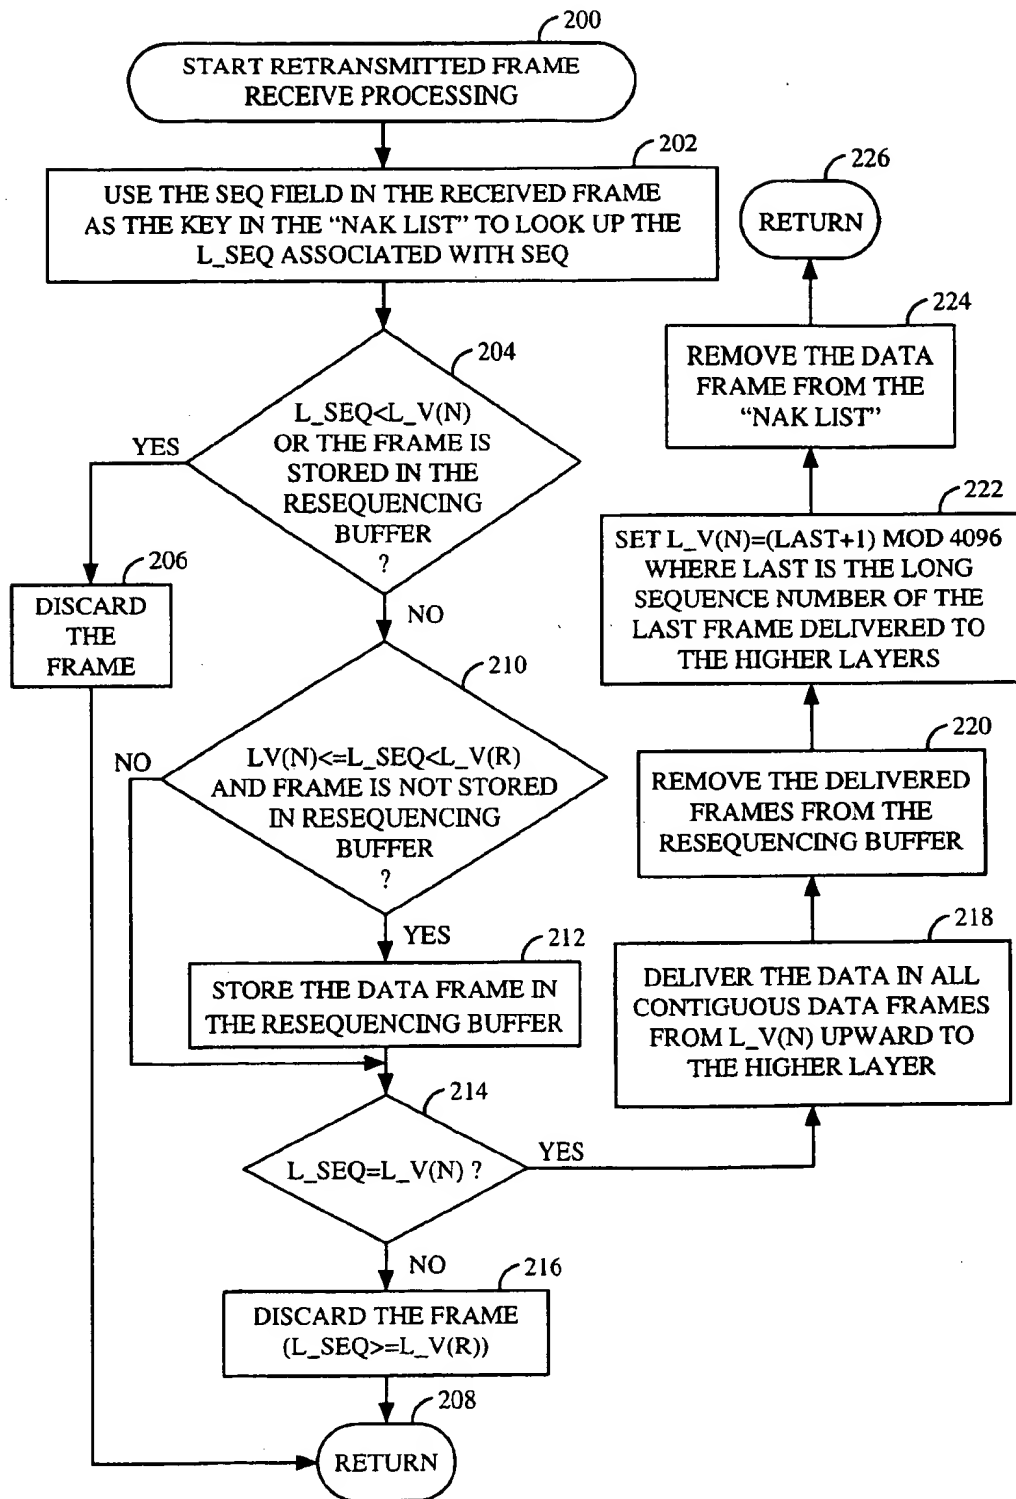 200
START RETRANSMITTED FRAME
RECEIVE PROCESSING
202
USE THE SEQ FIELD IN THE RECEIVED FRAME
AS THE KEY IN THE “NAK LIST” TO LOOK UP THE
L_SEQ ASSOCIATED WITH SEQ
204
L_SEQ<L_V(N)
OR THE FRAME IS
STORED IN THE
RESEQUENCING
BUFFER
?
YES
206
DISCARD
THE
FRAME
NO
210
LV(N)<=L_SEQ<L_V(R)
AND FRAME IS NOT STORED
IN RESEQUENCING
BUFFER
?
NO
YES
212
STORE THE DATA FRAME IN
THE RESEQUENCING BUFFER
214
L_SEQ=L_V(N) ?
YES
NO
216
DISCARD THE FRAME
(L_SEQ>=L_V(R))
208
RETURN
218
DELIVER THE DATA IN ALL
CONTIGUOUS DATA FRAMES
FROM L_V(N) UPWARD TO
THE HIGHER LAYER
220
REMOVE THE DELIVERED
FRAMES FROM THE
RESEQUENCING BUFFER
222
SET L_V(N)=(LAST+1) MOD 4096
WHERE LAST IS THE LONG
SEQUENCE NUMBER OF THE
LAST FRAME DELIVERED TO
THE HIGHER LAYERS
224
REMOVE THE DATA
FRAME FROM THE
“NAK LIST”
226
RETURN